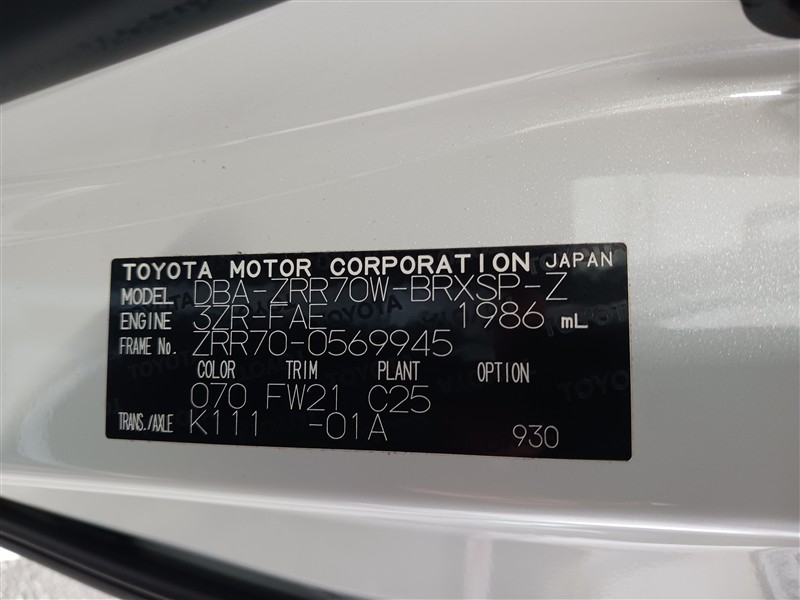 TOYOTA MOTOR CORPORATION JAPAN
MODEL DBA-ZRR70W-BRXSP-Z
ENGINE 3ZR-FAE 1986 mL
FRAME No. ZRR70-0569945
COLOR TRIM PLANT OPTION
070 FW21 C25
TRANS./AXLE K111 -01A 930